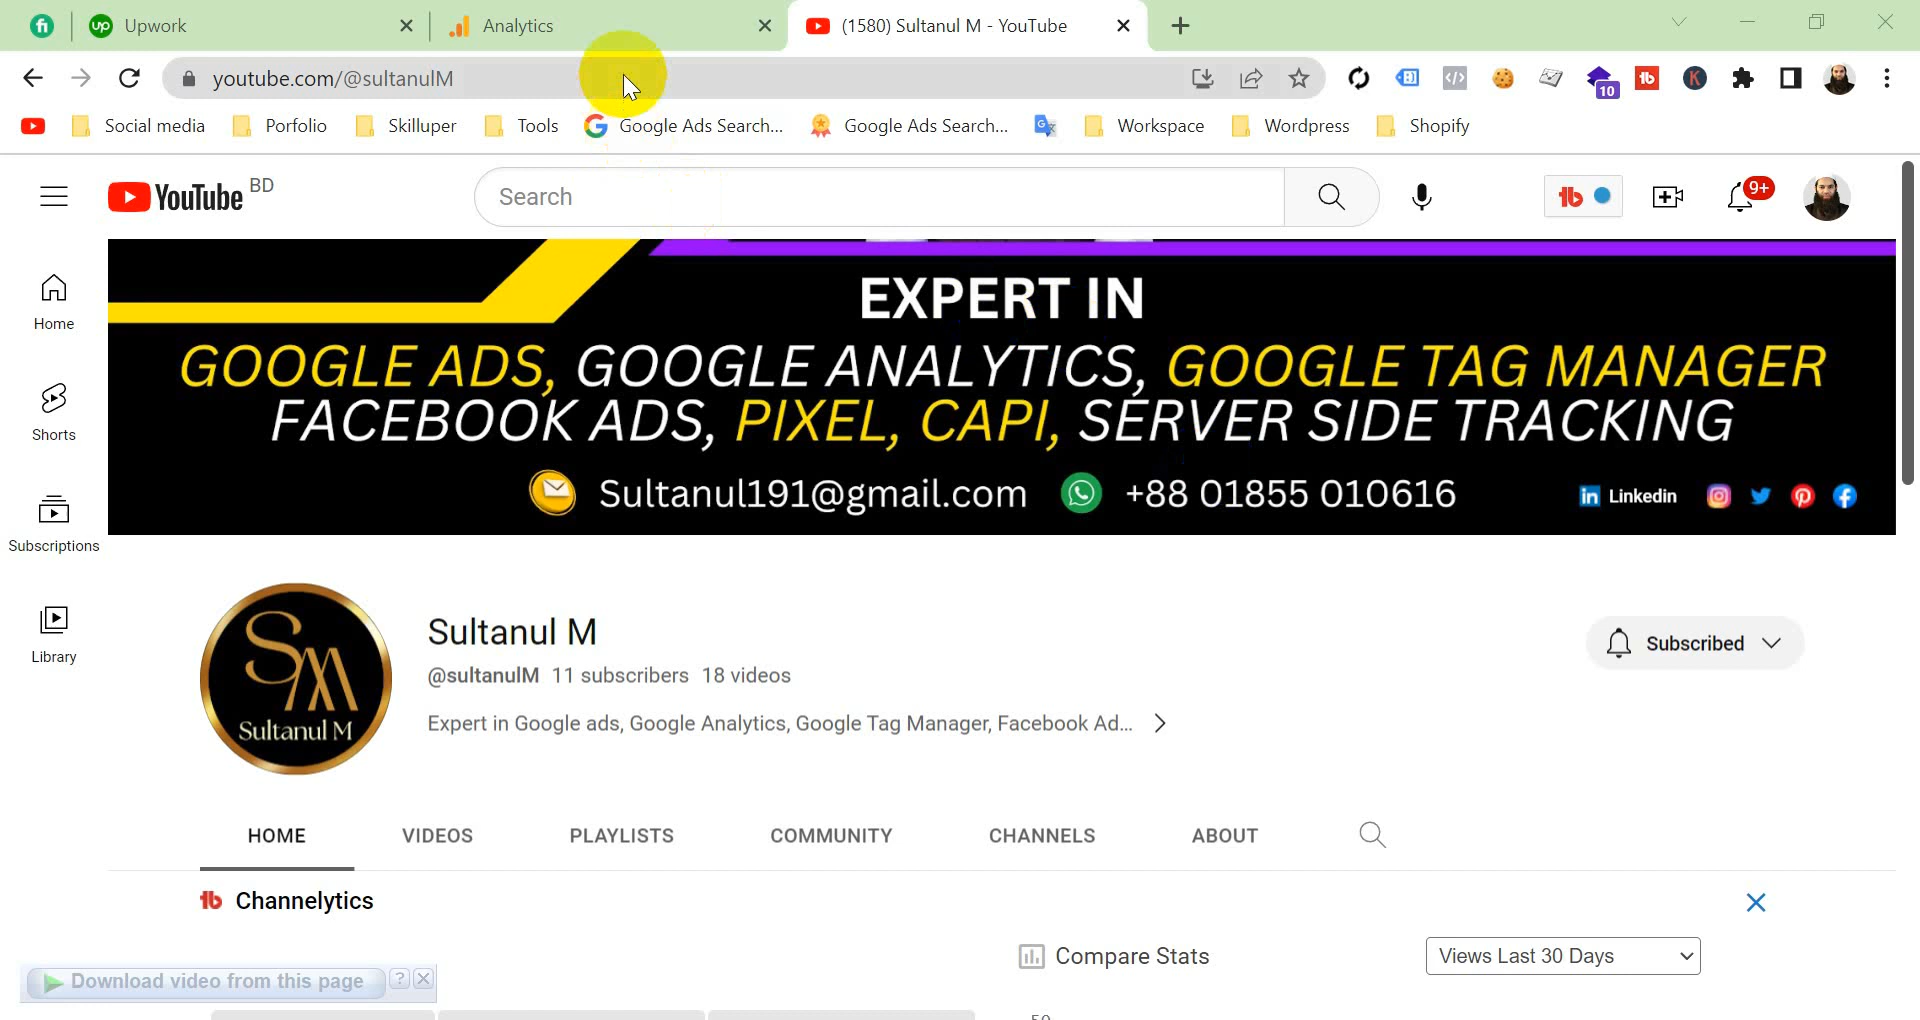 Upwork
Analytics
(1580) Sultanul M - YouTube
youtube.com/@sultanulM
10
Social media
Porfolio
Skilluper
Tools
Google Ads Search...
Google Ads Search...
Workspace
Wordpress
Shopify
YouTube BD
Search
9+
Home
Shorts
Subscriptions
Library
EXPERT IN
GOOGLE ADS, GOOGLE ANALYTICS, GOOGLE TAG MANAGER
FACEBOOK ADS, PIXEL, CAPI, SERVER SIDE TRACKING
Sultanul191@gmail.com +88 01855 010616 in Linkedin
SM
Sultanul M
Sultanul M
@sultanulM 11 subscribers 18 videos
Expert in Google ads, Google Analytics, Google Tag Manager, Facebook Ad...
Subscribed
HOME
VIDEOS
PLAYLISTS
COMMUNITY
CHANNELS
ABOUT
Channelytics
Compare Stats
Views Last 30 Days
Download video from this page ?